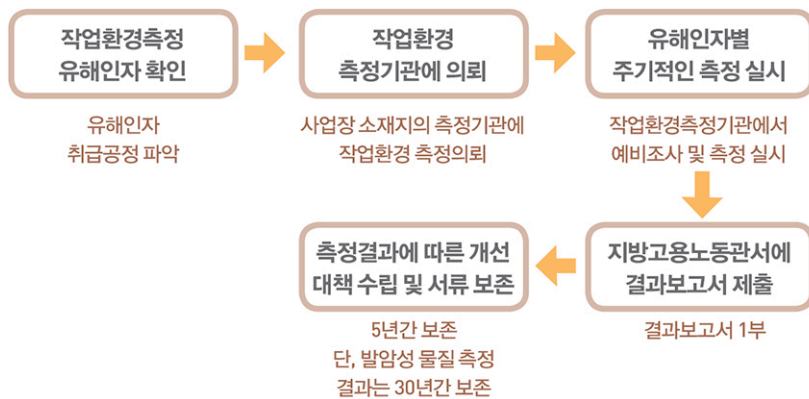 작업환경측정
유해인자 확인
유해인자
취급공정 파악
작업환경
측정기관에 의뢰
사업장 소재지의 측정기관에
작업환경 측정의뢰
유해인자별
주기적인 측정 실시
작업환경측정기관에서
예비조사 및 측정 실시
지방고용노동관서에
결과보고서 제출
결과보고서 1부
측정결과에 따른 개선
대책 수립 및 서류 보존
5년간 보존
단, 발암성 물질 측정
결과는 30년간 보존